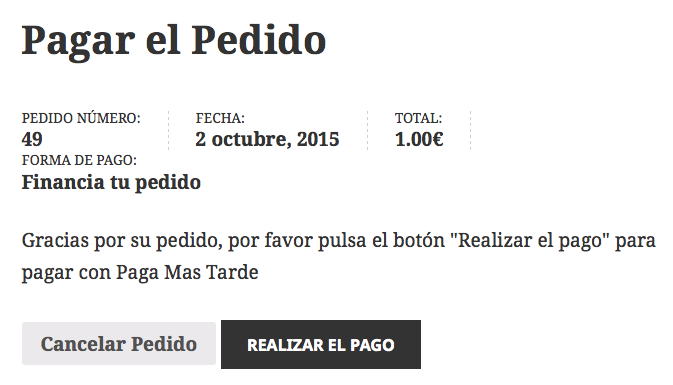 Pagar el Pedido
PEDIDO NÚMERO: FECHA: TOTAL:
49 2 octubre, 2015 1.00€
FORMA DE PAGO:
Financia tu pedido
Gracias por su pedido, por favor pulsa el botón "Realizar el pago" para
pagar con Paga Mas Tarde
Cancelar Pedido REALIZAR EL PAGO